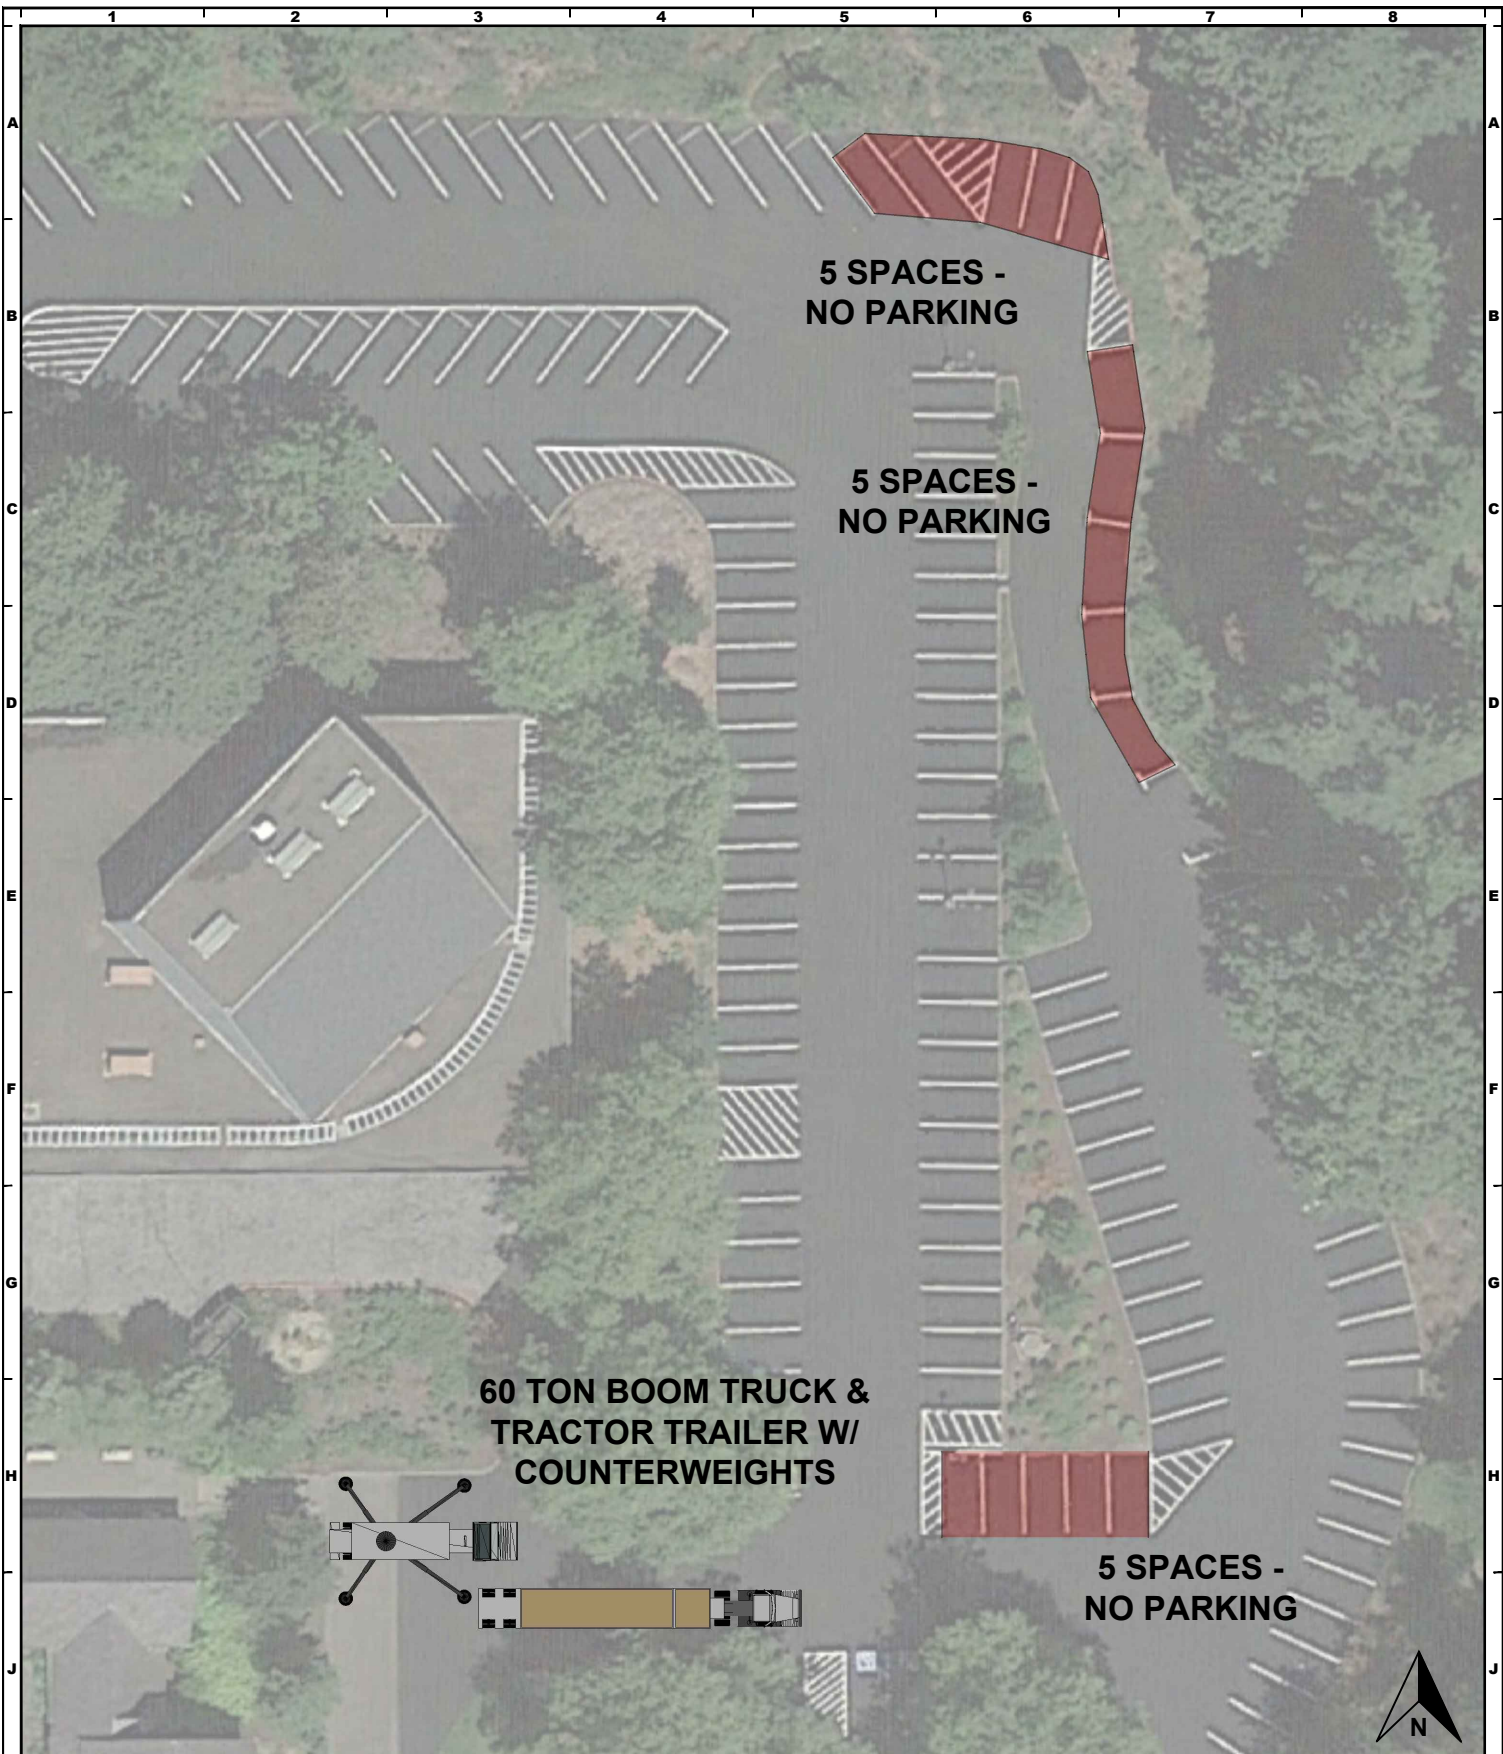 1 2 3 4 5 6 7 8
A A
5 SPACES -
NO PARKING
B B
5 SPACES -
NO PARKING
C C
D D
E E
F F
G G
60 TON BOOM TRUCK &
TRACTOR TRAILER W/
COUNTERWEIGHTS
H H
5 SPACES -
NO PARKING
J J
N